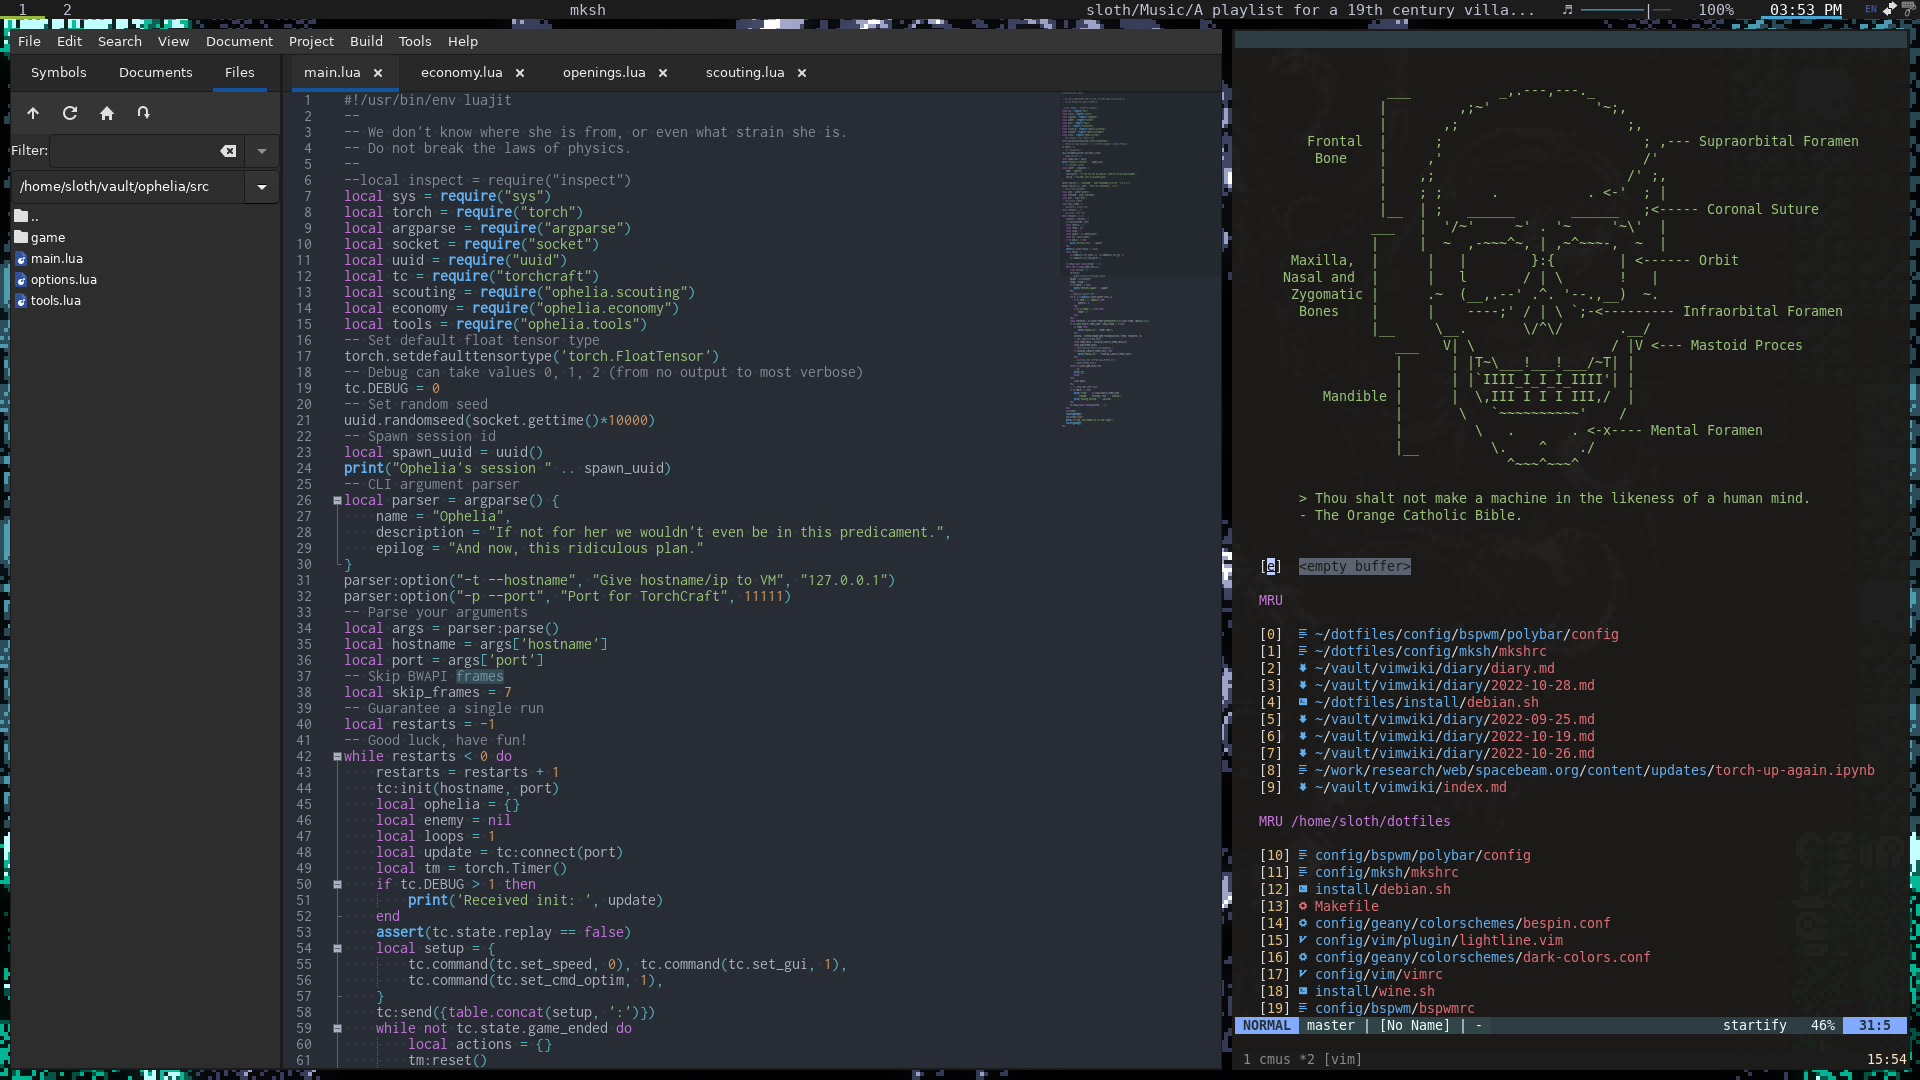 1 2 mksh sloth/Music/A playlist for a 19th century villa... 100% 03:53 PM EN
File Edit Search View Document Project Build Tools Help
Symbols Documents Files
Filter:
/home/sloth/vault/ophelia/src
..
game
main.lua
options.lua
tools.lua
main.lua economy.lua openings.lua scouting.lua
1 #!/usr/bin/env luajit
2 --
3 -- We don't know where she is from, or even what strain she is.
4 -- Do not break the laws of physics.
5 --
6 --local inspect = require("inspect")
7 local sys = require("sys")
8 local torch = require("torch")
9 local argparse = require("argparse")
10 local socket = require("socket")
11 local uuid = require("uuid")
12 local tc = require("torchcraft")
13 local scouting = require("ophelia.scouting")
14 local economy = require("ophelia.economy")
15 local tools = require("ophelia.tools")
16 -- Set default float tensor type
17 torch.setdefaulttensortype('torch.FloatTensor')
18 -- Debug can take values 0, 1, 2 (from no output to most verbose)
19 tc.DEBUG = 0
20 -- Set random seed
21 uuid.randomseed(socket.gettime()*10000)
22 -- Spawn session id
23 local spawn_uuid = uuid()
24 print("Ophelia's session " .. spawn_uuid)
25 -- CLI argument parser
26 local parser = argparse() {
27 name = "Ophelia",
28 description = "If not for her we wouldn't even be in this predicament.",
29 epilog = "And now, this ridiculous plan."
30 }
31 parser:option("-t --hostname", "Give hostname/ip to VM", "127.0.0.1")
32 parser:option("-p --port", "Port for TorchCraft", 11111)
33 -- Parse your arguments
34 local args = parser:parse()
35 local hostname = args['hostname']
36 local port = args['port']
37 -- Skip BWAPI frames
38 local skip_frames = 7
39 -- Guarantee a single run
40 local restarts = -1
41 -- Good luck, have fun!
42 while restarts < 0 do
43 restarts = restarts + 1
44 tc:init(hostname, port)
45 local ophelia = {}
46 local enemy = nil
47 local loops = 1
48 local update = tc:connect(port)
49 local tm = torch.Timer()
50 if tc.DEBUG > 1 then
51 print('Received init: ', update)
52 end
53 assert(tc.state.replay == false)
54 local setup = {
55 tc.command(tc.set_speed, 0), tc.command(tc.set_gui, 1),
56 tc.command(tc.set_cmd_optim, 1),
57 }
58 tc:send({table.concat(setup, ':')})
59 while not tc.state.game_ended do
60 local actions = {}
61 tm:reset()
Frontal
Bone
Supraorbital Foramen
Coronal Suture
Maxilla,
Nasal and
Zygomatic
Bones
Orbit
Infraorbital Foramen
Mastoid Proces
Mandible
Mental Foramen
> Thou shalt not make a machine in the likeness of a human mind.
- The Orange Catholic Bible.
[e] <empty buffer>
MRU
[0] ~/dotfiles/config/bspwm/polybar/config
[1] ~/dotfiles/config/mksh/mkshrc
[2] ~/vault/vimwiki/diary/diary.md
[3] ~/vault/vimwiki/diary/2022-10-28.md
[4] ~/dotfiles/install/debian.sh
[5] ~/vault/vimwiki/diary/2022-09-25.md
[6] ~/vault/vimwiki/diary/2022-10-19.md
[7] ~/vault/vimwiki/diary/2022-10-26.md
[8] ~/work/research/web/spacebeam.org/content/updates/torch-up-again.ipynb
[9] ~/vault/vimwiki/index.md
MRU /home/sloth/dotfiles
[10] config/bspwm/polybar/config
[11] config/mksh/mkshrc
[12] install/debian.sh
[13] Makefile
[14] config/geany/colorschemes/bespin.conf
[15] config/vim/plugin/lightline.vim
[16] config/geany/colorschemes/dark-colors.conf
[17] config/vim/vimrc
[18] install/wine.sh
[19] config/bspwm/bspwmrc
NORMAL master | [No Name] | - startify 46% 31:5
1 cmus *2 [vim] 15:54